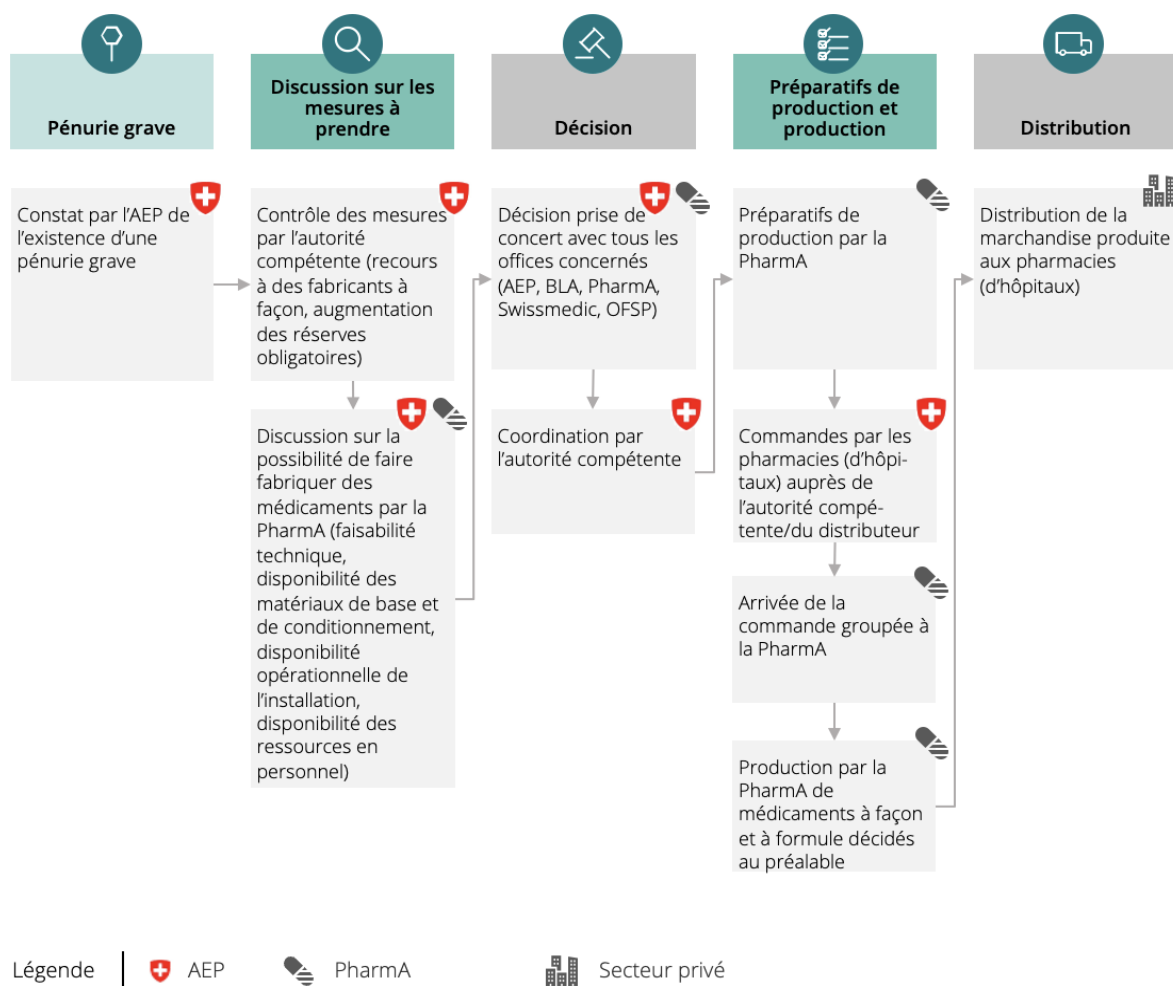 Pénurie grave
Discussion sur les
mesures à
prendre
Décision
Préparatifs de
production et
production
Distribution
Constat par l’AEP de
l’existence d’une
pénurie grave
Contrôle des mesures
par l’autorité
compétente (recours
à des fabricants à
façon, augmentation
des réserves
obligatoires)
Discussion sur la
possibilité de faire
fabriquer des
médicaments par la
PharmA (faisabilité
technique,
disponibilité des
matériaux de base et
de conditionnement,
disponibilité
opérationnelle de
l’installation,
disponibilité des
ressources en
personnel)
Décision prise de
concert avec tous les
offices concernés
(AEP, BLA, PharmA,
Swissmedic, OFSP)
Coordination par
l’autorité compétente
Préparatifs de
production par la
PharmA
Commandes par les
pharmacies (d’hôpi-
taux) auprès de
l’autorité compé-
tente/du distributeur
Arrivée de la
commande groupée à
la PharmA
Production par la
PharmA de
médicaments à façon
et à formule décidés
au préalable
Distribution de la
marchandise produite
aux pharmacies
(d’hôpitaux)
Légende
AEP
PharmA
Secteur privé